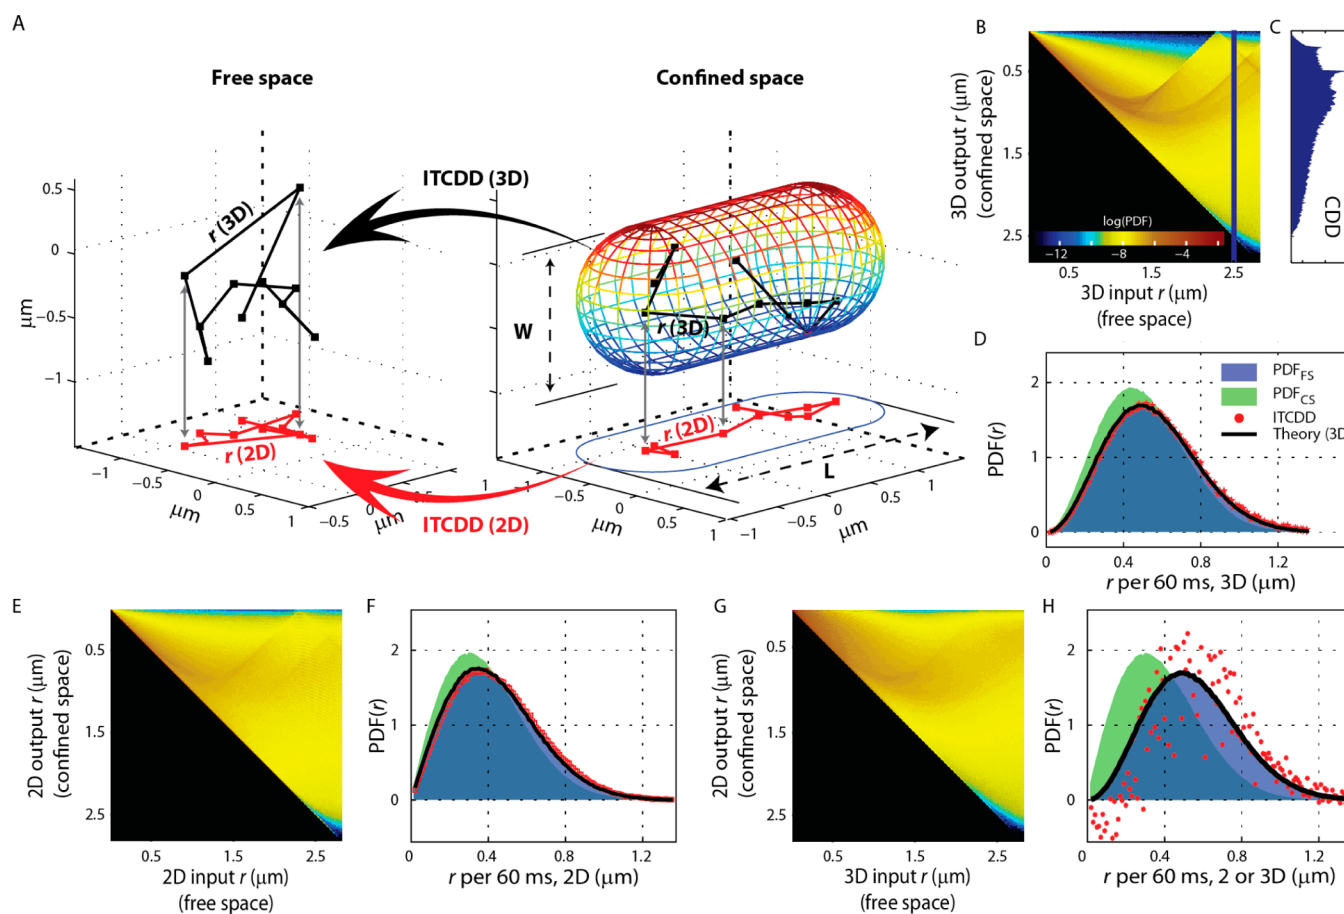 A
Free space
Confined space
ITCDD (3D)
r (3D)
r (3D)
W
L
r (2D)
r (2D)
ITCDD (2D)
0.5
0
−1
μm
−1
−0.5
0
0.5
1
μm
−0.5
0
0.5
1
μm
−1
−0.5
0
0.5
1
μm
−1
−0.5
0
0.5
1
μm
B
3D output r (μm)
(confined space)
0.5
1.5
2.5
log(PDF)
−12
−8
−4
0.5
1.5
2.5
3D input r (μm)
(free space)
C
CDD
D
PDF(r)
2
1
0
PDFFS
PDFCS
ITCDD
Theory (3D
0
0.4
0.8
1.2
r per 60 ms, 3D (μm)
E
2D output r (μm)
(confined space)
0.5
1.5
2.5
0.5
1.5
2.5
2D input r (μm)
(free space)
F
PDF(r)
2
1
0
0
0.4
0.8
1.2
r per 60 ms, 2D (μm)
G
2D output r (μm)
(confined space)
0.5
1.5
2.5
0.5
1.5
2.5
3D input r (μm)
(free space)
H
PDF(r)
2
1
0
0
0.4
0.8
1.2
r per 60 ms, 2 or 3D (μm)